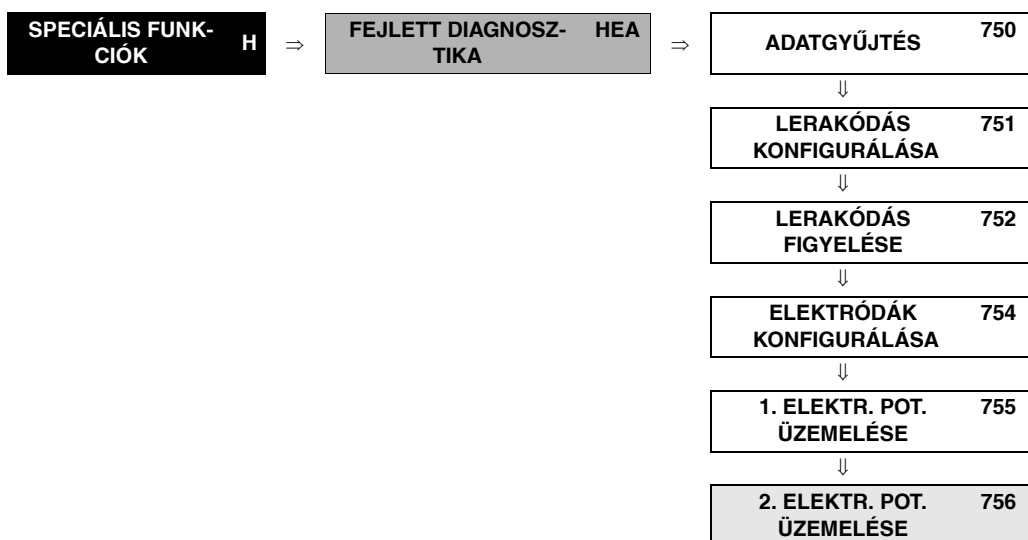 SPECIÁLIS FUNK-
CIÓK
H
⇒
FEJLETT DIAGNOSZ-
TIKA
HEA
⇒
ADATGYŰJTÉS
750
⇓
LERAKÓDÁS
KONFIGURÁLÁSA
751
⇓
LERAKÓDÁS
FIGYELÉSE
752
⇓
ELEKTRÓDÁK
KONFIGURÁLÁSA
754
⇓
1. ELEKTR. POT.
ÜZEMELÉSE
755
⇓
2. ELEKTR. POT.
ÜZEMELÉSE
756